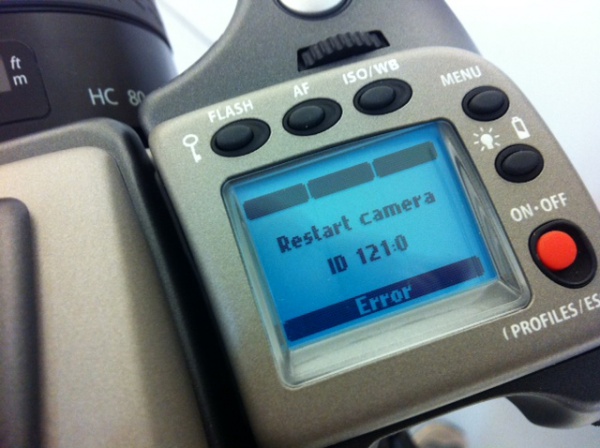 ft
m
HC 80
FLASH
AF
ISO/WB
MENU
ON•OFF
Restart camera
ID 121:0
Error
(PROFILES/ES